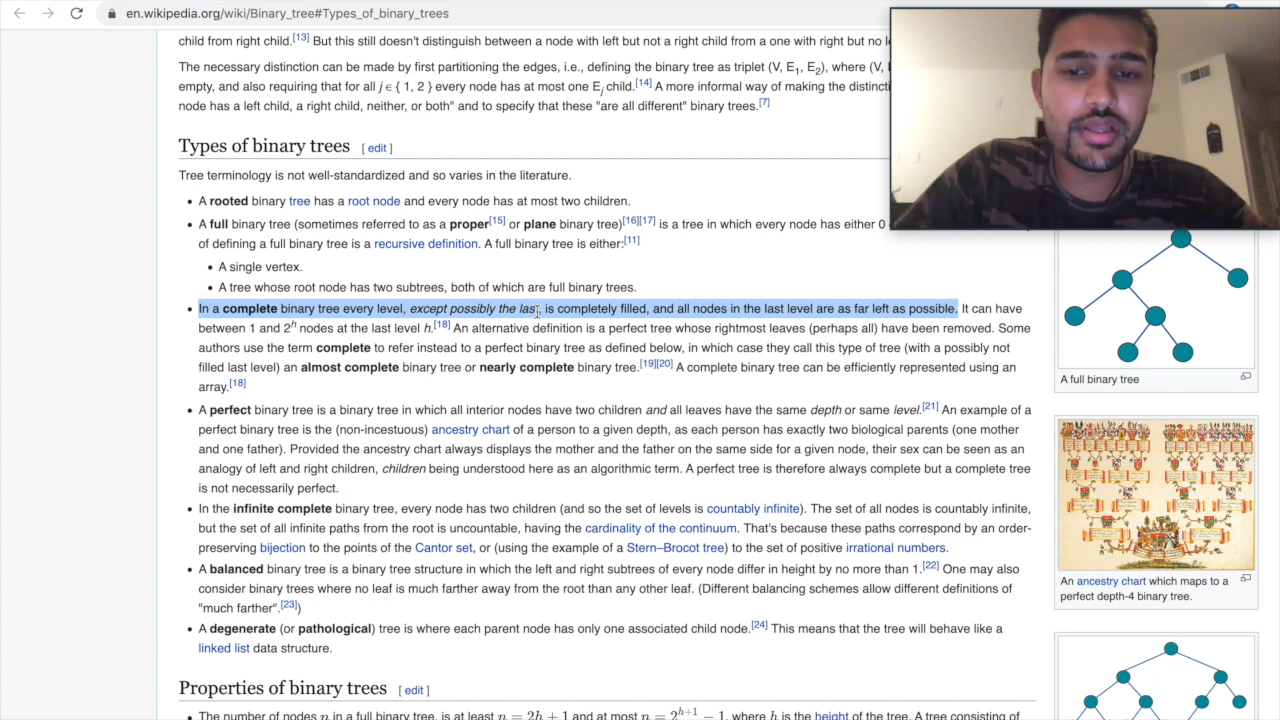 en.wikipedia.org/wiki/Binary_tree#Types_of_binary_trees
child from right child.[13] But this still doesn't distinguish between a node with left but not a right child from a one with right but no
The necessary distinction can be made by first partitioning the edges, i.e., defining the binary tree as triplet (V, E1, E2), where (V,
empty, and also requiring that for all j ∈ { 1, 2 } every node has at most one Ej child.[14] A more informal way of making the
node has a left child, a right child, neither, or both" and to specify that these "are all different" binary trees.[7]
Types of binary trees [ edit ]
Tree terminology is not well-standardized and so varies in the literature.
• A rooted binary tree has a root node and every node has at most two children.
• A full binary tree (sometimes referred to as a proper[15] or plane binary tree)[16][17] is a tree in which every node has either 0
of defining a full binary tree is a recursive definition. A full binary tree is either:[11]
• A single vertex.
• A tree whose root node has two subtrees, both of which are full binary trees.
• In a complete binary tree every level, except possibly the last, is completely filled, and all nodes in the last level are as far left as possible. It can have
between 1 and 2h nodes at the last level h.[18] An alternative definition is a perfect tree whose rightmost leaves (perhaps all) have been removed. Some
authors use the term complete to refer instead to a perfect binary tree as defined below, in which case they call this type of tree (with a possibly not
filled last level) an almost complete binary tree or nearly complete binary tree.[19][20] A complete binary tree can be efficiently represented using an
array.[18]
• A perfect binary tree is a binary tree in which all interior nodes have two children and all leaves have the same depth or same level.[21] An example of a
perfect binary tree is the (non-incestuous) ancestry chart of a person to a given depth, as each person has exactly two biological parents (one mother
and one father). Provided the ancestry chart always displays the mother and the father on the same side for a given node, their sex can be seen as an
analogy of left and right children, children being understood here as an algorithmic term. A perfect tree is therefore always complete but a complete tree
is not necessarily perfect.
• In the infinite complete binary tree, every node has two children (and so the set of levels is countably infinite). The set of all nodes is countably infinite,
but the set of all infinite paths from the root is uncountable, having the cardinality of the continuum. That's because these paths correspond by an order-
preserving bijection to the points of the Cantor set, or (using the example of a Stern–Brocot tree) to the set of positive irrational numbers.
• A balanced binary tree is a binary tree structure in which the left and right subtrees of every node differ in height by no more than 1.[22] One may also
consider binary trees where no leaf is much farther away from the root than any other leaf. (Different balancing schemes allow different definitions of
"much farther".[23])
• A degenerate (or pathological) tree is where each parent node has only one associated child node.[24] This means that the tree will behave like a
linked list data structure.
Properties of binary trees [ edit ]
• The number of nodes n in a full binary tree, is at least n = 2h + 1 and at most n = 2^{h+1} − 1, where h is the height of the tree. A tree consisting of
A full binary tree
An ancestry chart which maps to a
perfect depth-4 binary tree.